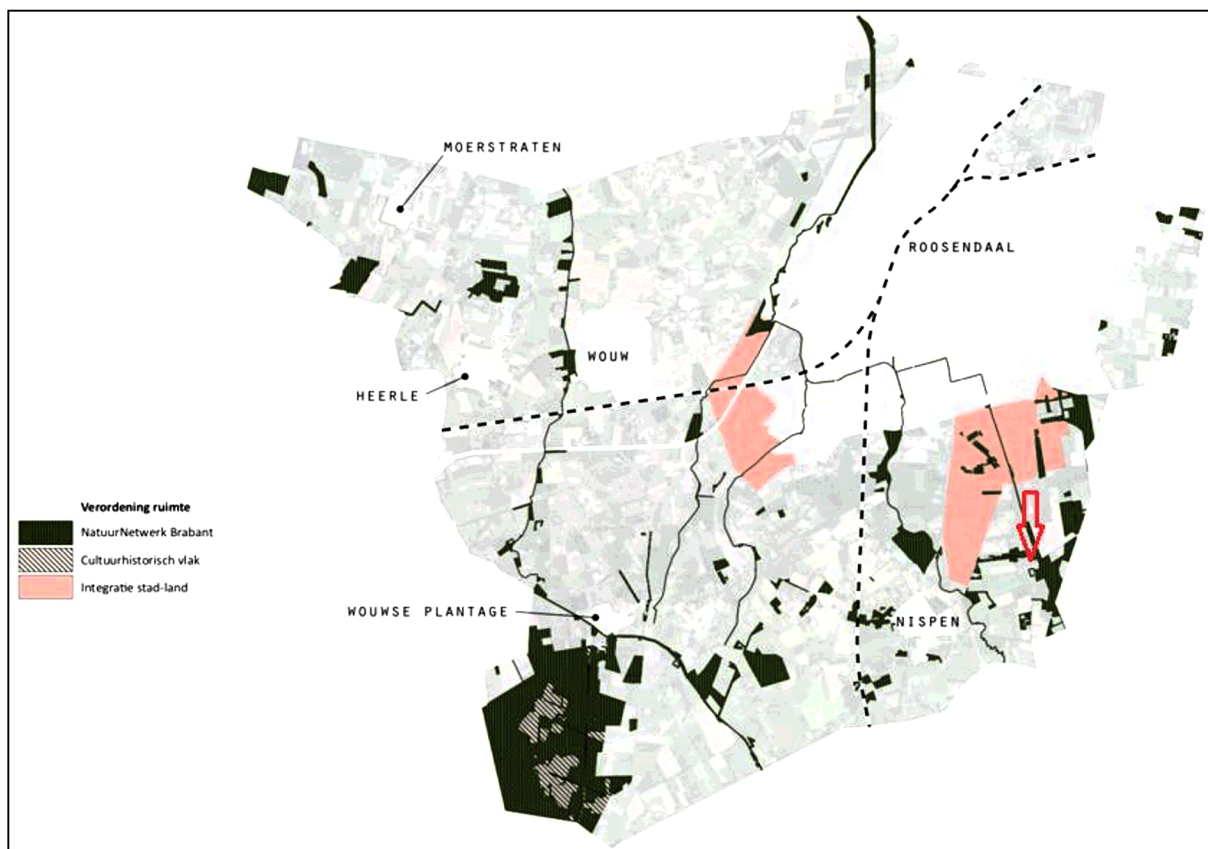 MOERSTRATEN
ROOSENDAAL
WOUW
HEERLE
Verordening ruimte
NatuurNetwerk Brabant
Cultuurhistorisch vlak
Integratie stad-land
WOUWSE PLANTAGE
NISPEN